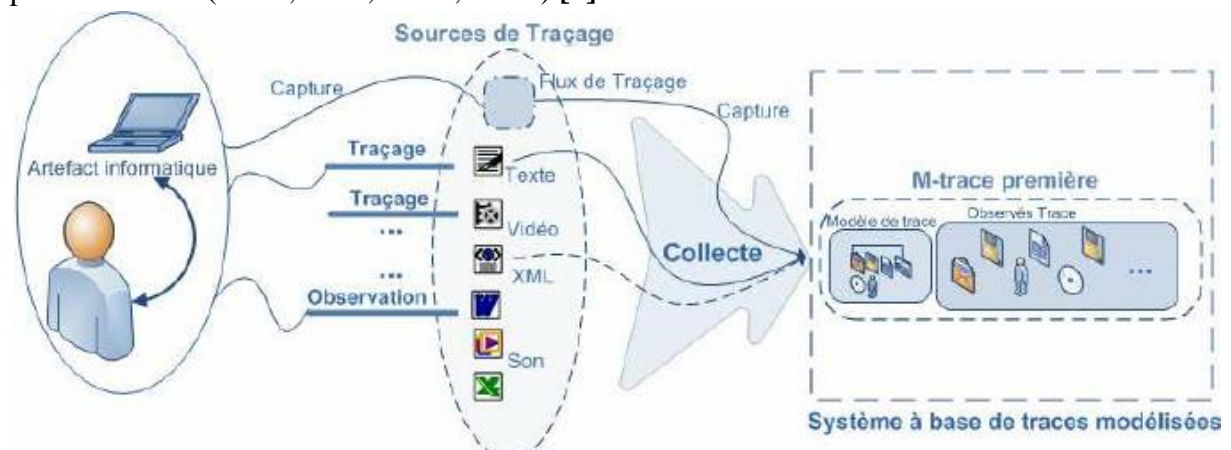 Sources de Traçage
Capture
Flux de Traçage
Capture
Artefact informatique
Traçage
Texte
Traçage
...
Vidéo
...
XML
Observation
Son
Collecte
M-trace première
Modèle de trace
Observés Trace
...
Système à base de traces modélisées